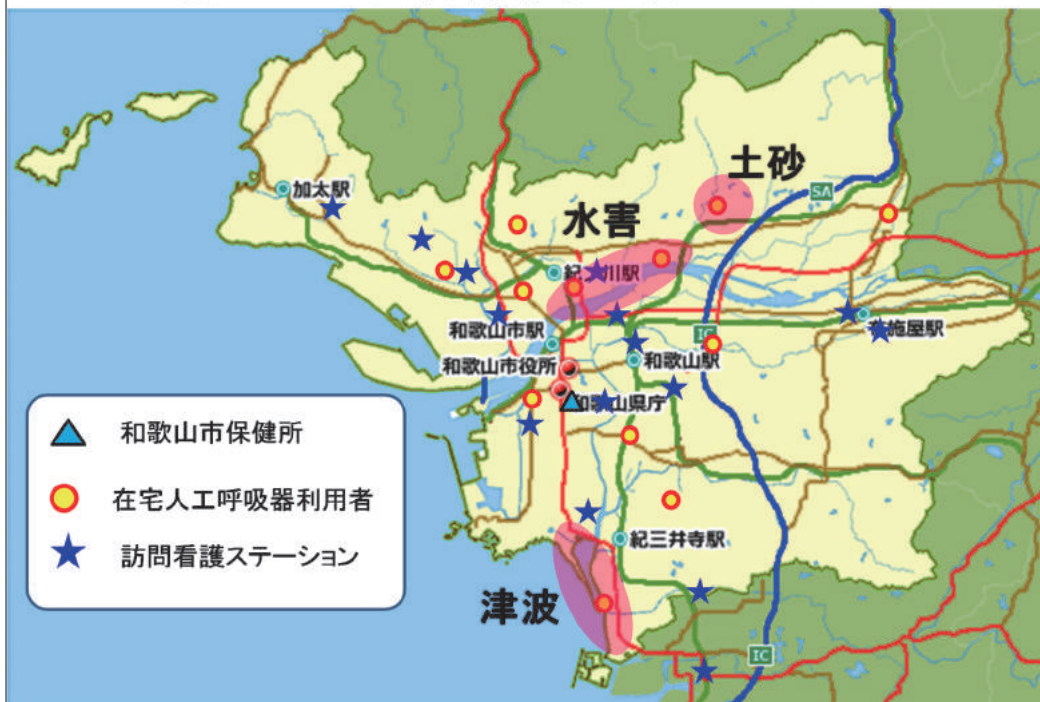 土砂
SA
加太駅
水害
紀ノ川駅
和歌山市駅
布施屋駅
IC
和歌山市役所
和歌山駅
和歌山県庁
和歌山市保健所
在宅人工呼吸器利用者
訪問看護ステーション
紀三井寺駅
津波
IC